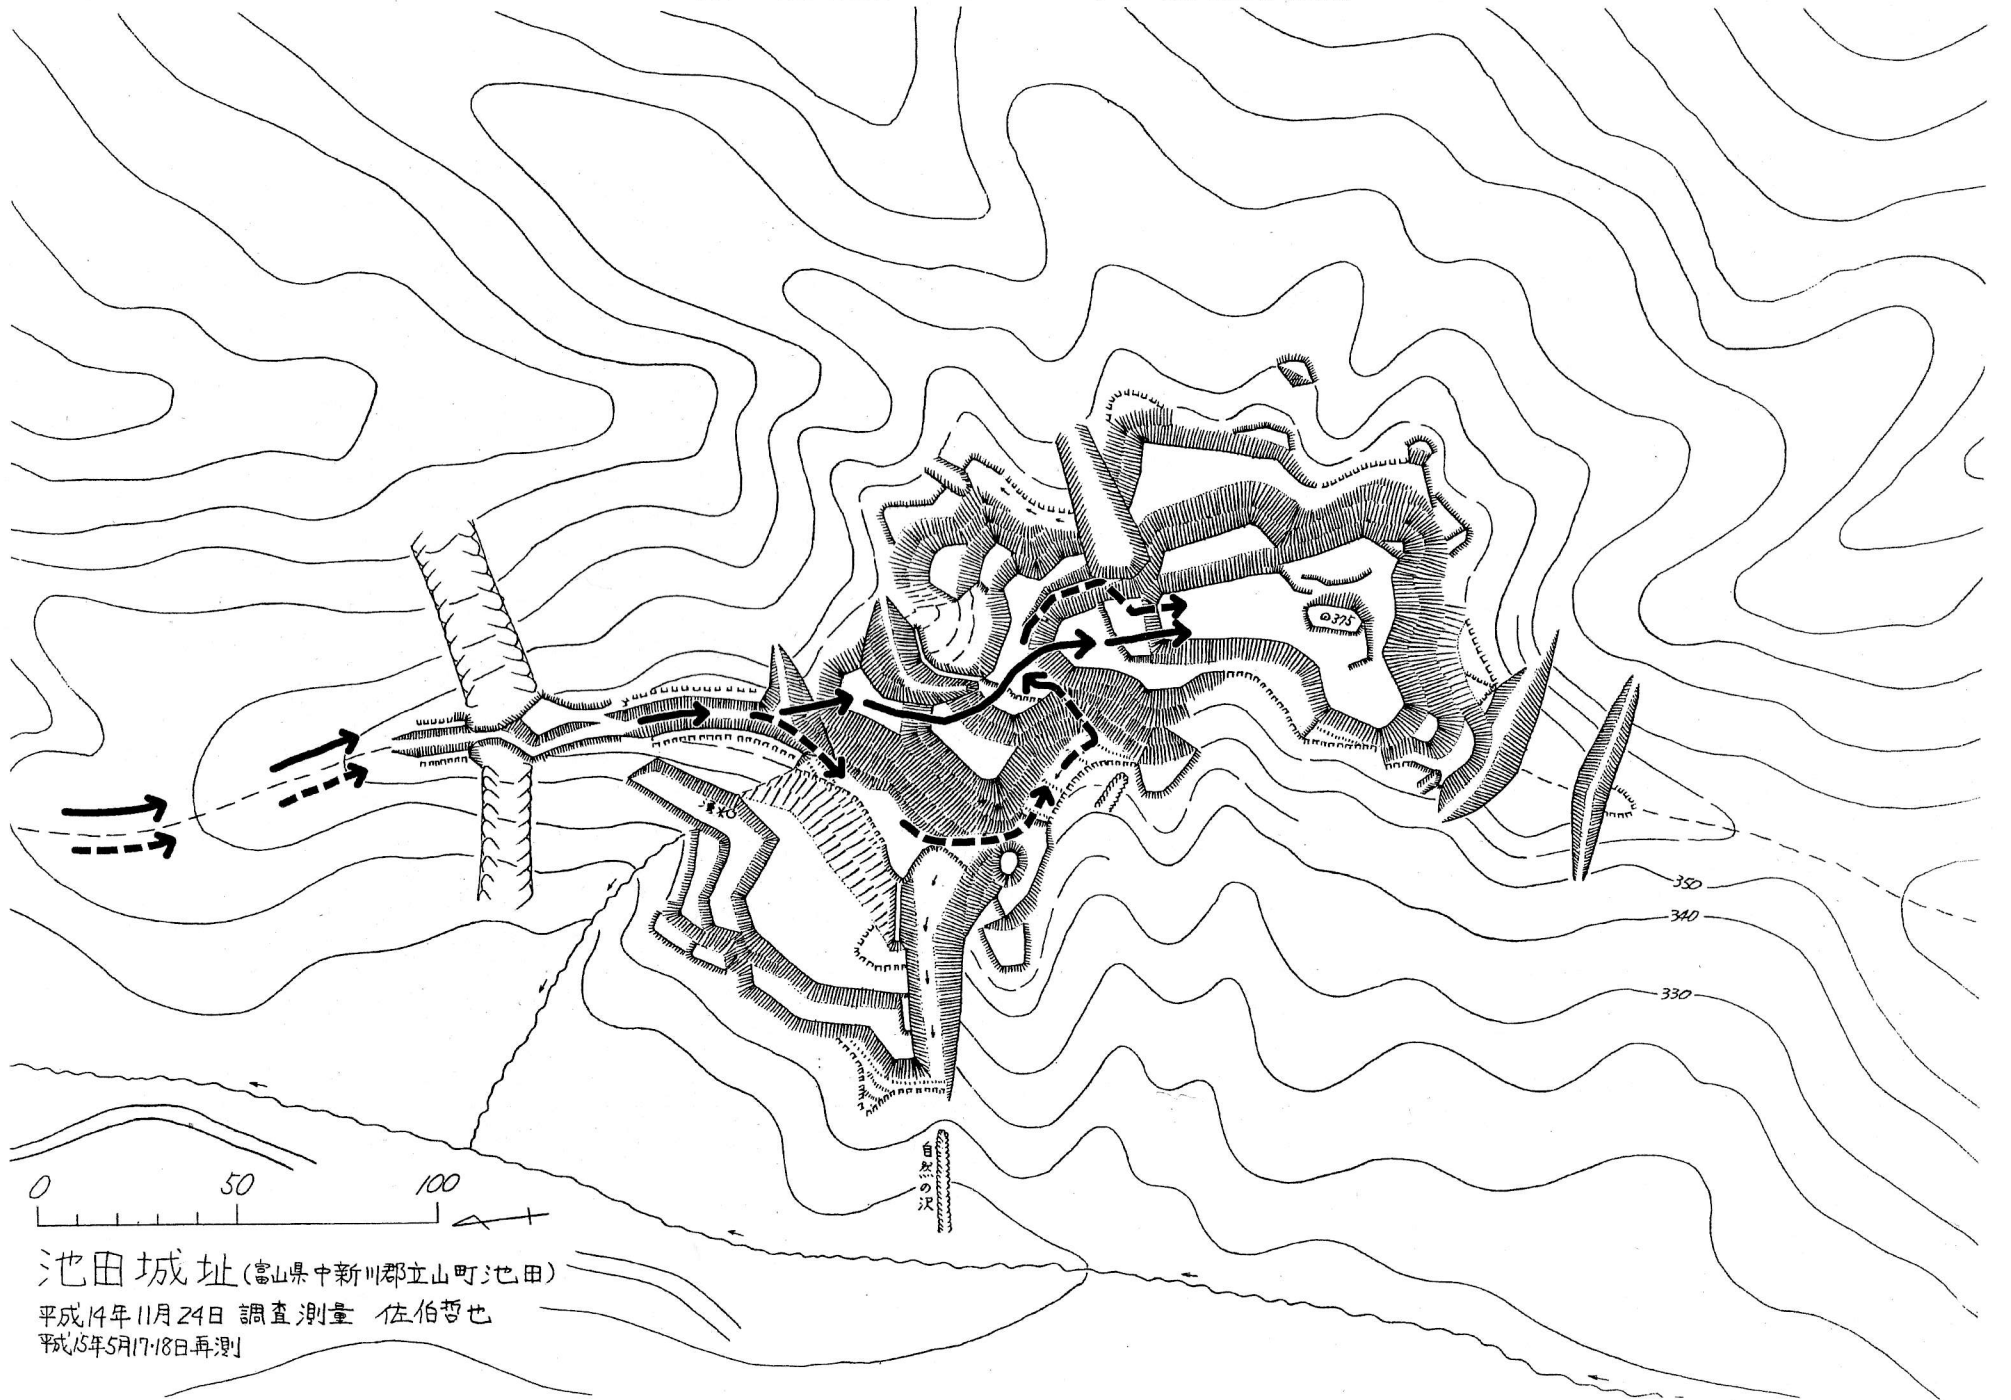 ⊙375
湧水
350
340
330
自然の沢
0 50 100
池田城址(富山県中新川郡立山町池田)
平成14年11月24日 調査測量 佐伯哲也
平成15年5月17・18日再測